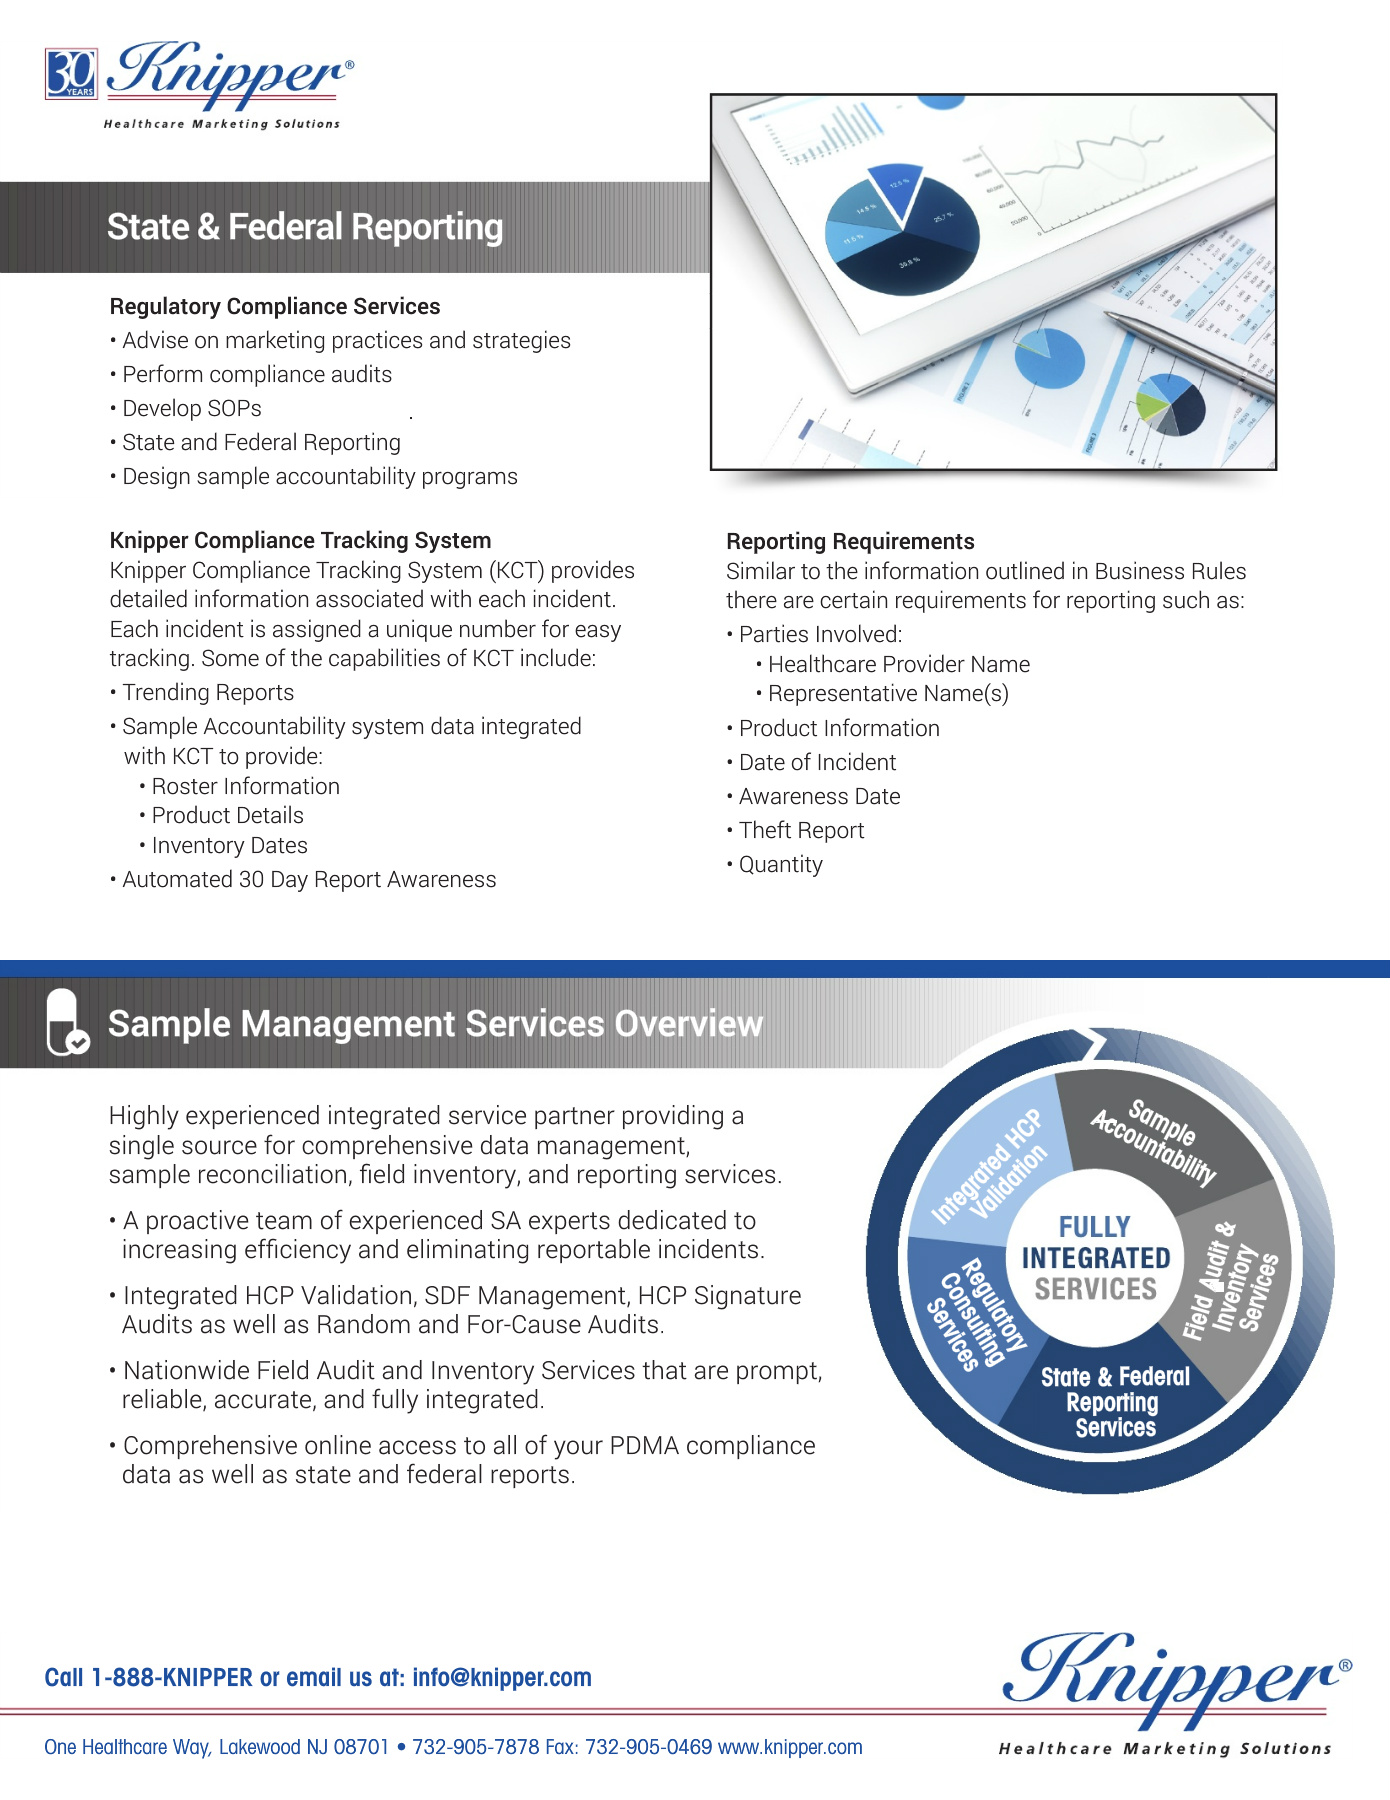 30
YEARS
Knipper®
Healthcare Marketing Solutions
State & Federal Reporting
Regulatory Compliance Services
• Advise on marketing practices and strategies
• Perform compliance audits
• Develop SOPs
• State and Federal Reporting
• Design sample accountability programs
Knipper Compliance Tracking System
Knipper Compliance Tracking System (KCT) provides
detailed information associated with each incident.
Each incident is assigned a unique number for easy
tracking. Some of the capabilities of KCT include:
• Trending Reports
• Sample Accountability system data integrated
with KCT to provide:
• Roster Information
• Product Details
• Inventory Dates
• Automated 30 Day Report Awareness
12.5 %
14.6 %
25.7 %
39.8 %
Reporting Requirements
Similar to the information outlined in Business Rules
there are certain requirements for reporting such as:
• Parties Involved:
• Healthcare Provider Name
• Representative Name(s)
• Product Information
• Date of Incident
• Awareness Date
• Theft Report
• Quantity
Sample Management Services Overview
Highly experienced integrated service partner providing a
single source for comprehensive data management,
sample reconciliation, field inventory, and reporting services.
• A proactive team of experienced SA experts dedicated to
increasing efficiency and eliminating reportable incidents.
• Integrated HCP Validation, SDF Management, HCP Signature
Audits as well as Random and For-Cause Audits.
• Nationwide Field Audit and Inventory Services that are prompt,
reliable, accurate, and fully integrated.
• Comprehensive online access to all of your PDMA compliance
data as well as state and federal reports.
Sample
Accountability
Field Audit &
Inventory
Services
State & Federal
Reporting
Services
Regulatory
Consulting
Services
Integrated HCP
Validation
FULLY
INTEGRATED
SERVICES
Call 1-888-KNIPPER or email us at: info@knipper.com
One Healthcare Way, Lakewood NJ 08701 • 732-905-7878 Fax: 732-905-0469 www.knipper.com
Knipper®
Healthcare Marketing Solutions